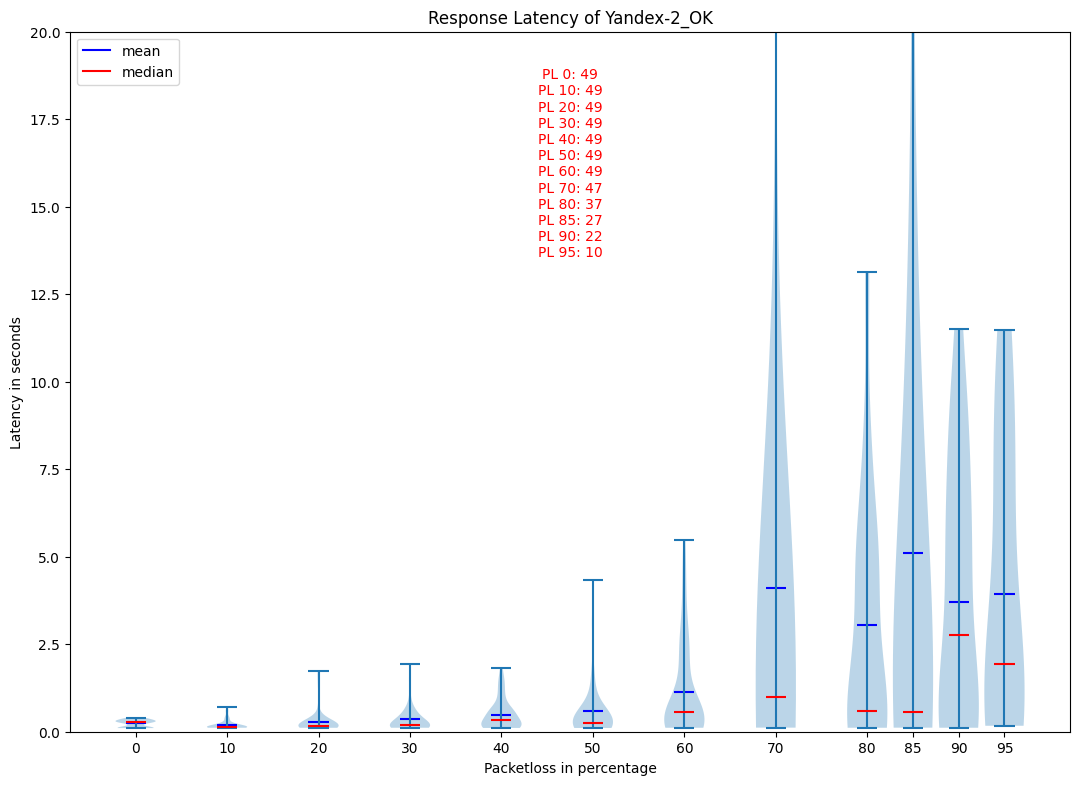 Response Latency of Yandex-2_OK
mean
median
PL 0: 49
PL 10: 49
PL 20: 49
PL 30: 49
PL 40: 49
PL 50: 49
PL 60: 49
PL 70: 47
PL 80: 37
PL 85: 27
PL 90: 22
PL 95: 10
Latency in seconds
20.0
17.5
15.0
12.5
10.0
7.5
5.0
2.5
0.0
0 10 20 30 40 50 60 70 80 85 90 95
Packetloss in percentage